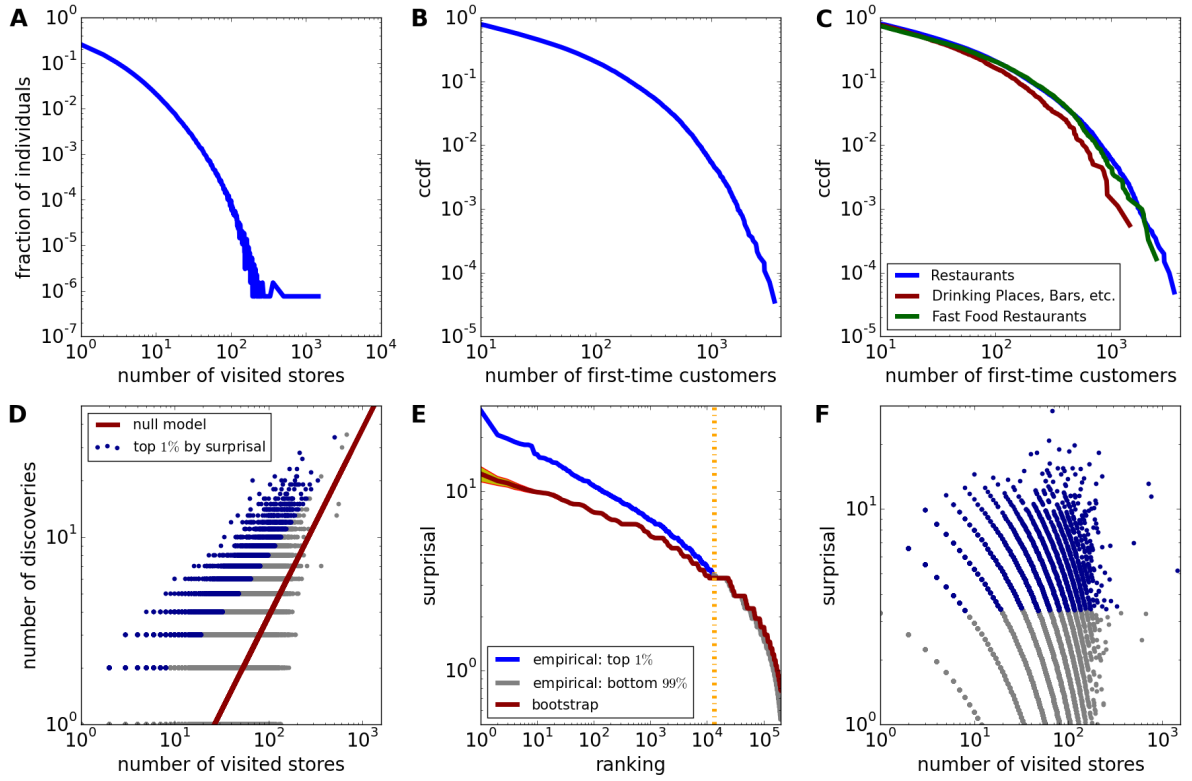 A
10^0
10^-1
10^-2
10^-3
10^-4
10^-5
10^-6
10^-7
fraction of individuals
10^0 10^1 10^2 10^3 10^4
number of visited stores
B
10^0
10^-1
10^-2
10^-3
10^-4
10^-5
ccdf
10^1 10^2 10^3
number of first-time customers
C
10^0
10^-1
10^-2
10^-3
10^-4
10^-5
ccdf
Restaurants
Drinking Places, Bars, etc.
Fast Food Restaurants
10^1 10^2 10^3
number of first-time customers
D
null model
top 1% by surprisal
10^1
10^0
number of discoveries
10^0 10^1 10^2 10^3
number of visited stores
E
10^1
10^0
surprisal
empirical: top 1%
empirical: bottom 99%
bootstrap
10^0 10^1 10^2 10^3 10^4 10^5
ranking
F
10^1
10^0
surprisal
10^0 10^1 10^2 10^3
number of visited stores